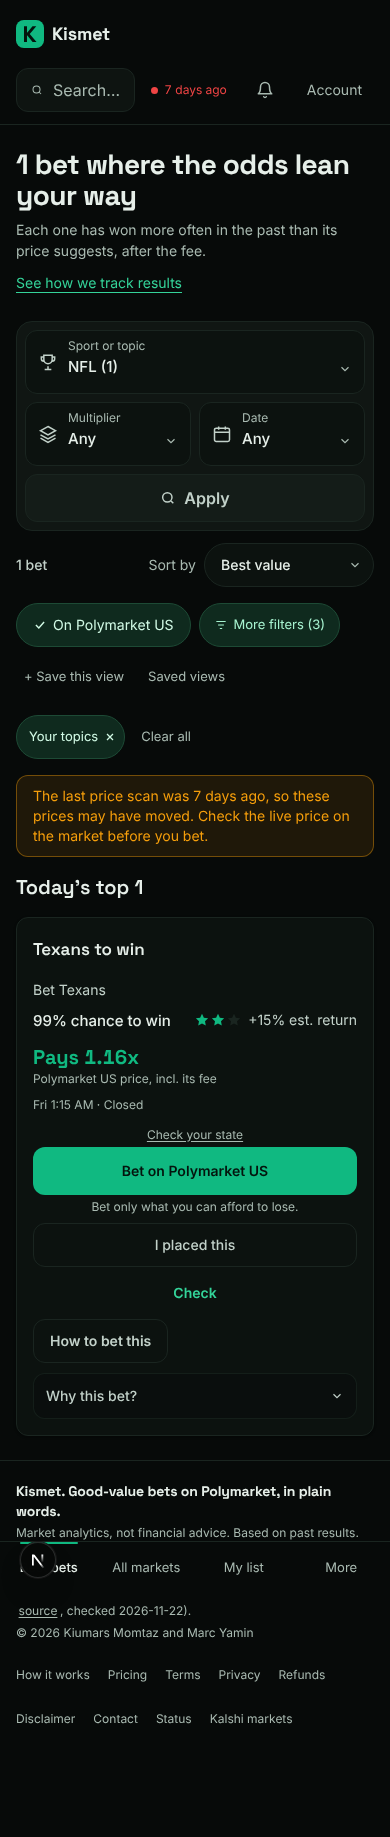 Kismet
Search...
7 days ago
Account
1 bet where the odds lean
your way
Each one has won more often in the past than its
price suggests, after the fee.
See how we track results
Sport or topic
NFL (1)
Multiplier
Any
Date
Any
Apply
1 bet
Sort by
Best value
On Polymarket US
More filters (3)
+ Save this view
Saved views
Your topics ×
Clear all
The last price scan was 7 days ago, so these
prices may have moved. Check the live price on
the market before you bet.
Today's top 1
Texans to win
Bet Texans
99% chance to win
+15% est. return
Pays 1.16x
Polymarket US price, incl. its fee
Fri 1:15 AM · Closed
Check your state
Bet on Polymarket US
Bet only what you can afford to lose.
I placed this
Check
How to bet this
Why this bet?
Kismet. Good-value bets on Polymarket, in plain
words.
Market analytics, not financial advice. Based on past results.
bets
All markets
My list
More
source, checked 2026-11-22).
© 2026 Kiumars Momtaz and Marc Yamin
How it works
Pricing
Terms
Privacy
Refunds
Disclaimer
Contact
Status
Kalshi markets